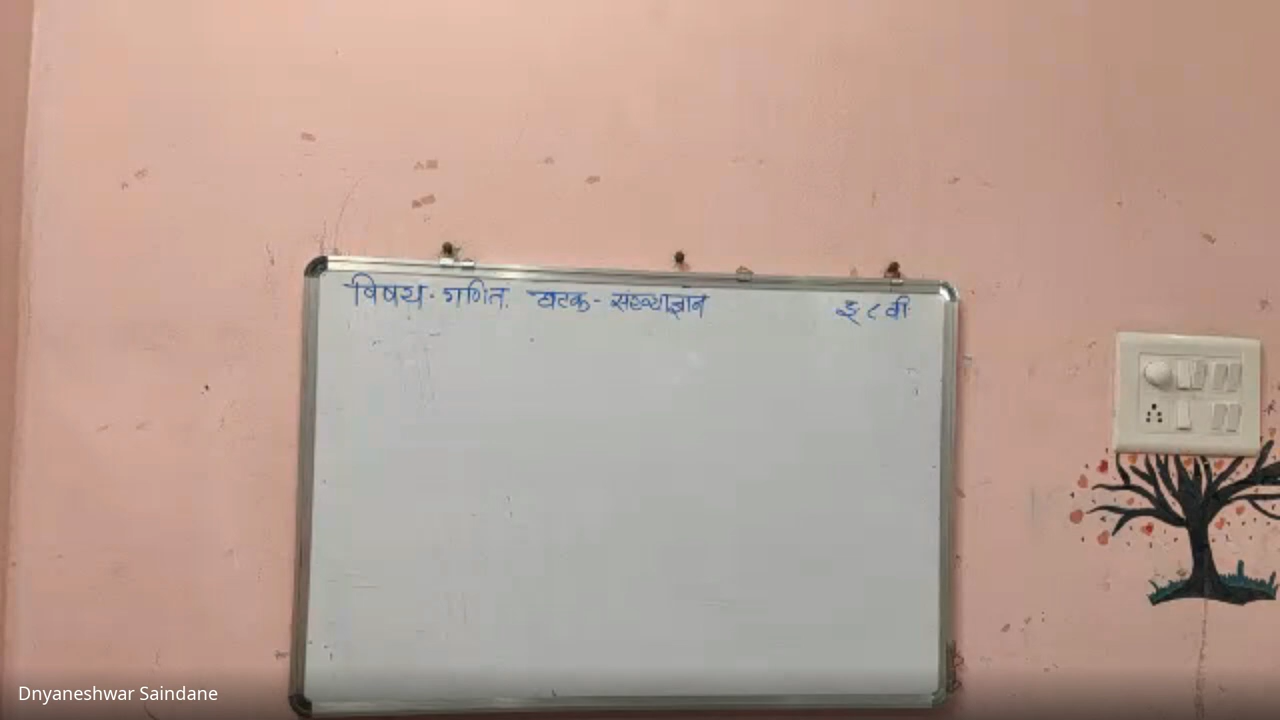 विषय - गणित. घटक - संख्याज्ञान इ ८ वी
Dnyaneshwar Saindane